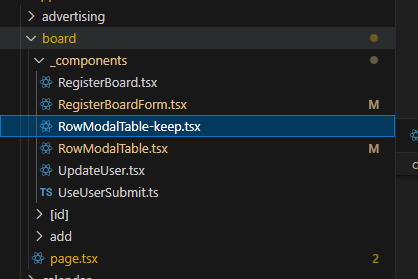 advertising
board
_components
RegisterBoard.tsx
RegisterBoardForm.tsx M
RowModalTable-keep.tsx
RowModalTable.tsx M
UpdateUser.tsx
TS UseUserSubmit.ts
[id]
add
page.tsx 2